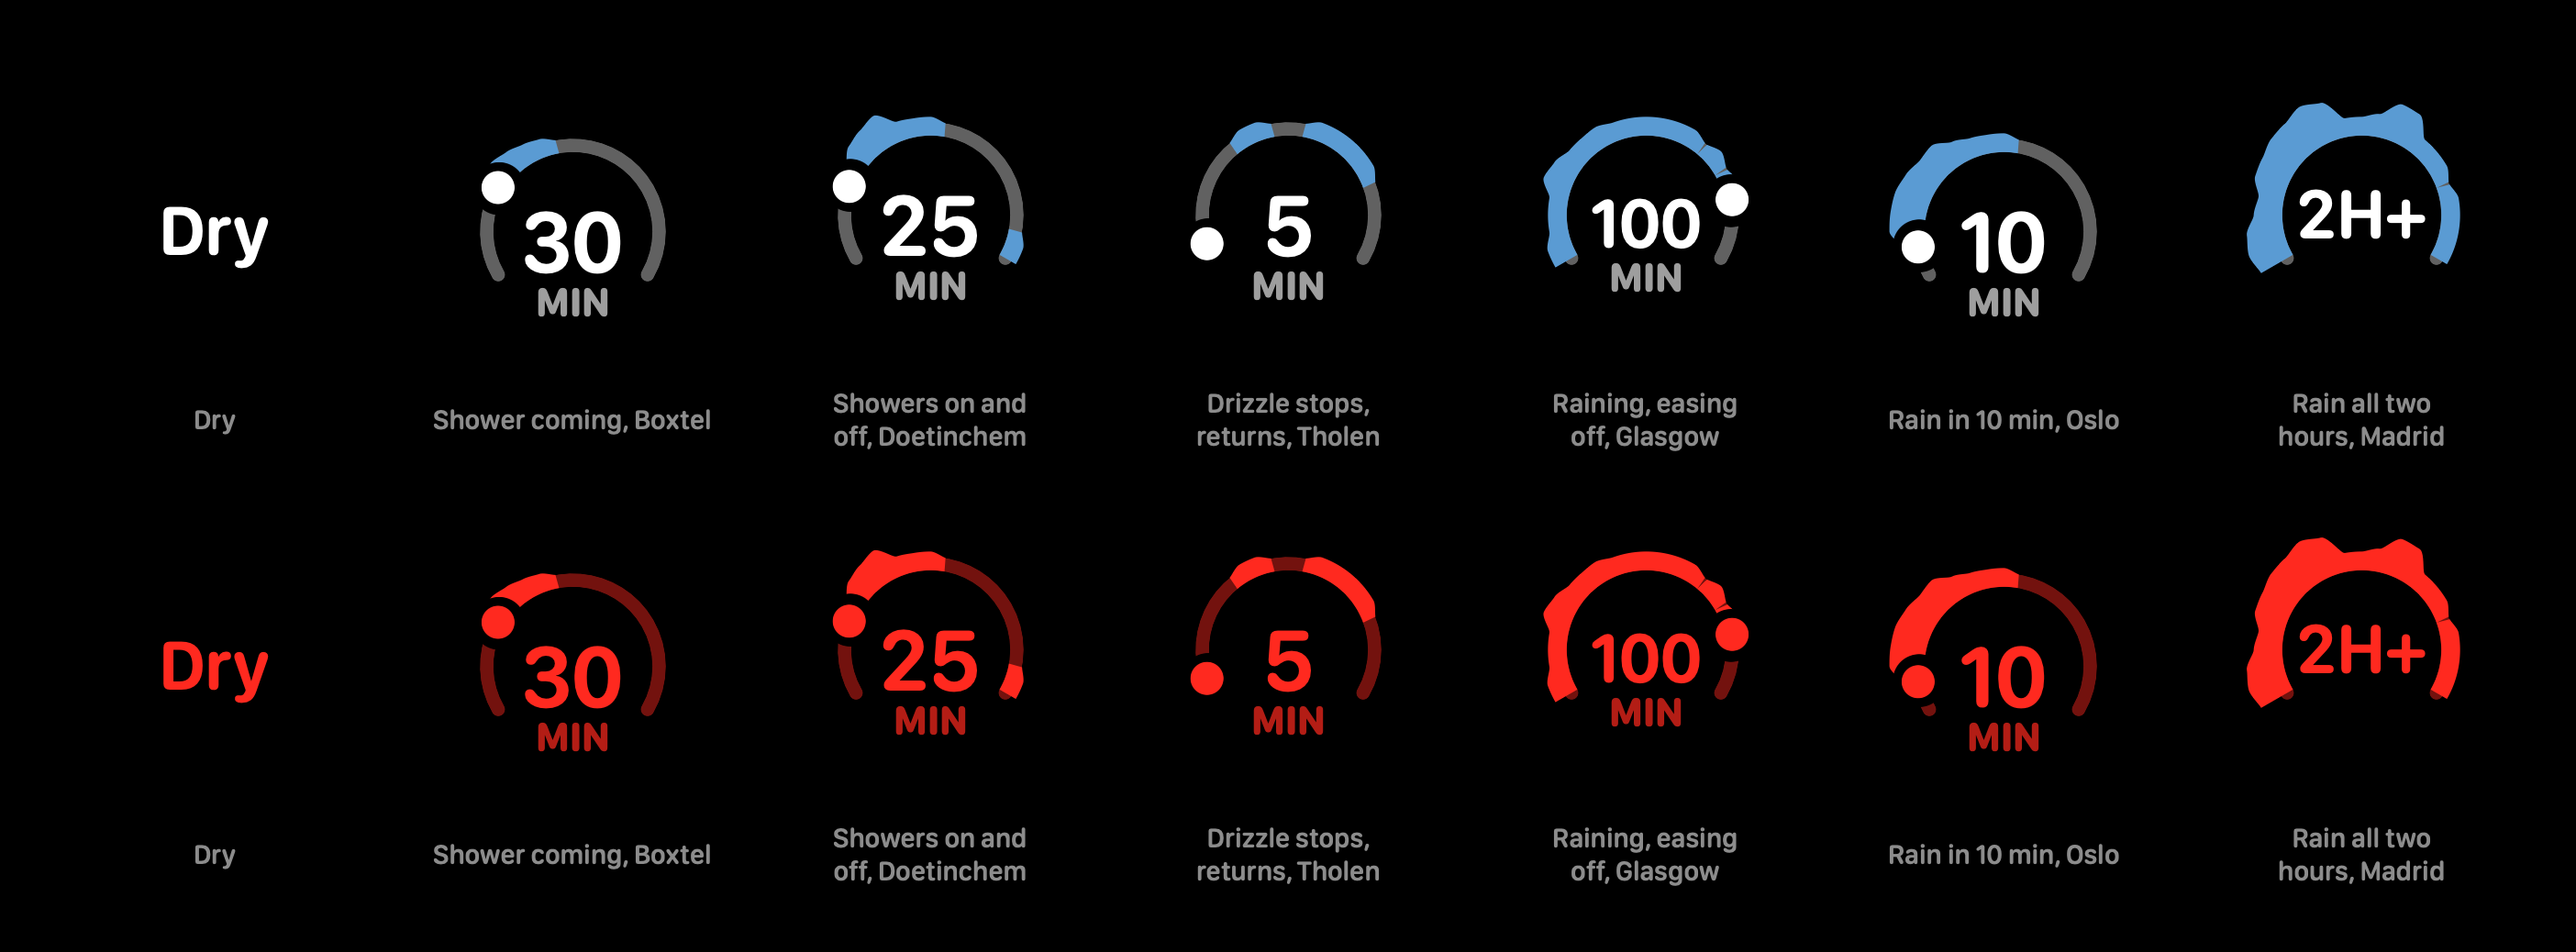 Dry
30
MIN
25
MIN
5
MIN
100
MIN
10
MIN
2H+
Dry
Shower coming, Boxtel
Showers on and
off, Doetinchem
Drizzle stops,
returns, Tholen
Raining, easing
off, Glasgow
Rain in 10 min, Oslo
Rain all two
hours, Madrid
Dry
30
MIN
25
MIN
5
MIN
100
MIN
10
MIN
2H+
Dry
Shower coming, Boxtel
Showers on and
off, Doetinchem
Drizzle stops,
returns, Tholen
Raining, easing
off, Glasgow
Rain in 10 min, Oslo
Rain all two
hours, Madrid